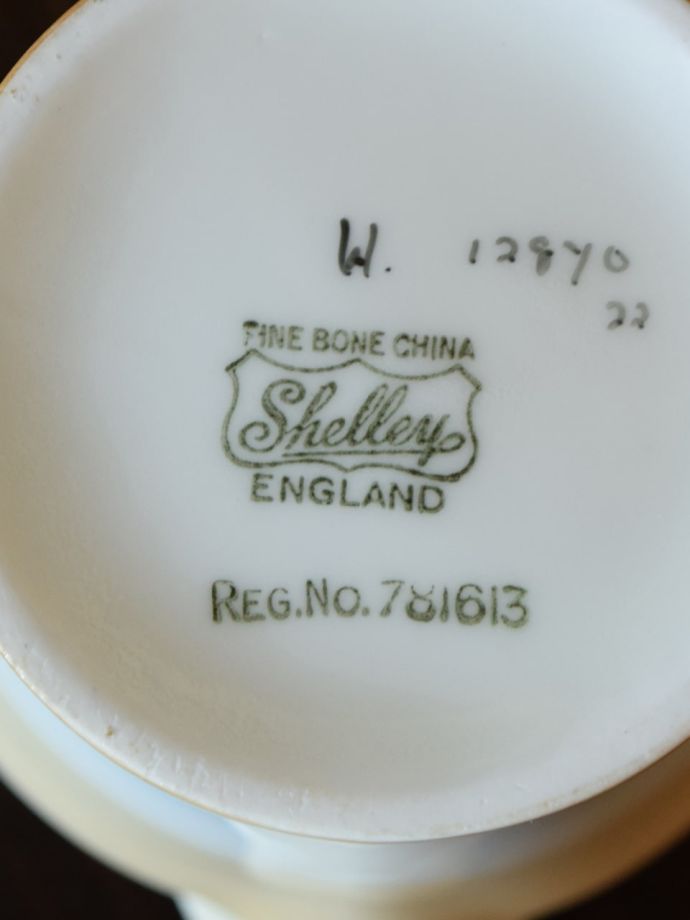 W. 12870
22
FINE BONE CHINA
Shelley
ENGLAND
REG.NO.781613